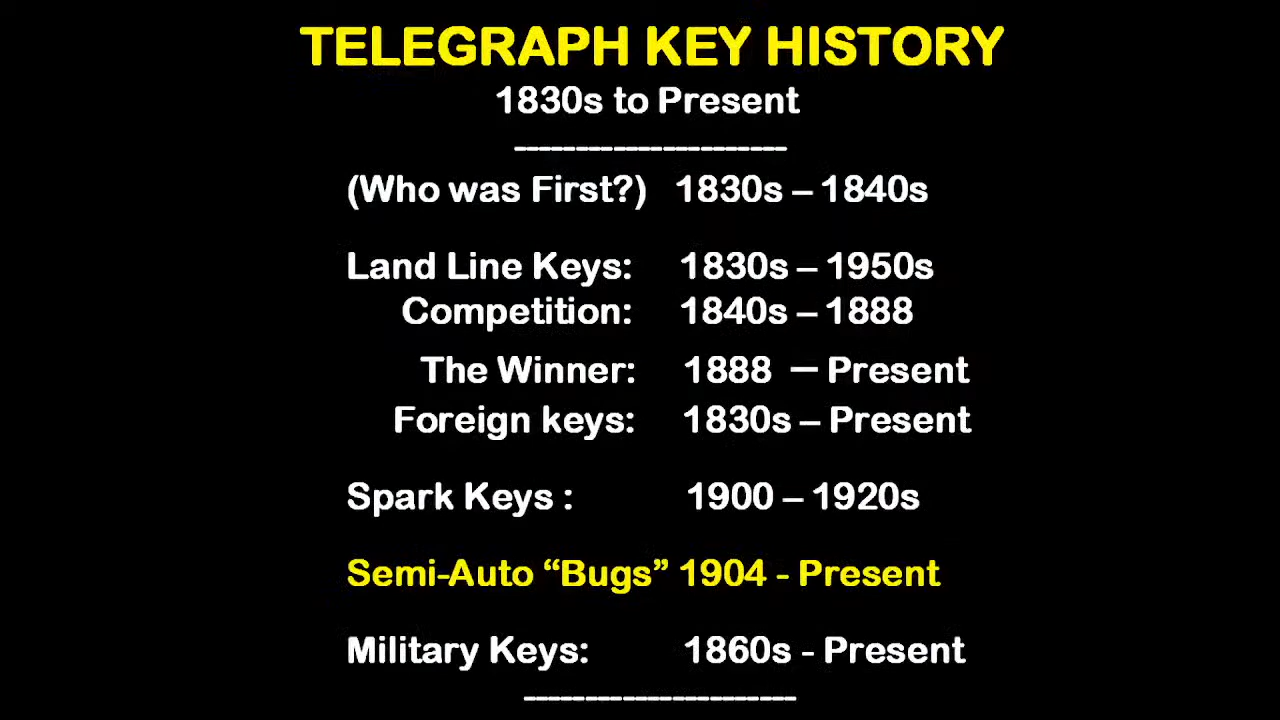 TELEGRAPH KEY HISTORY
1830s to Present
----------------------
(Who was First?) 1830s – 1840s
Land Line Keys: 1830s – 1950s
Competition: 1840s – 1888
The Winner: 1888 – Present
Foreign keys: 1830s – Present
Spark Keys : 1900 – 1920s
Semi-Auto “Bugs” 1904 - Present
Military Keys: 1860s - Present
----------------------